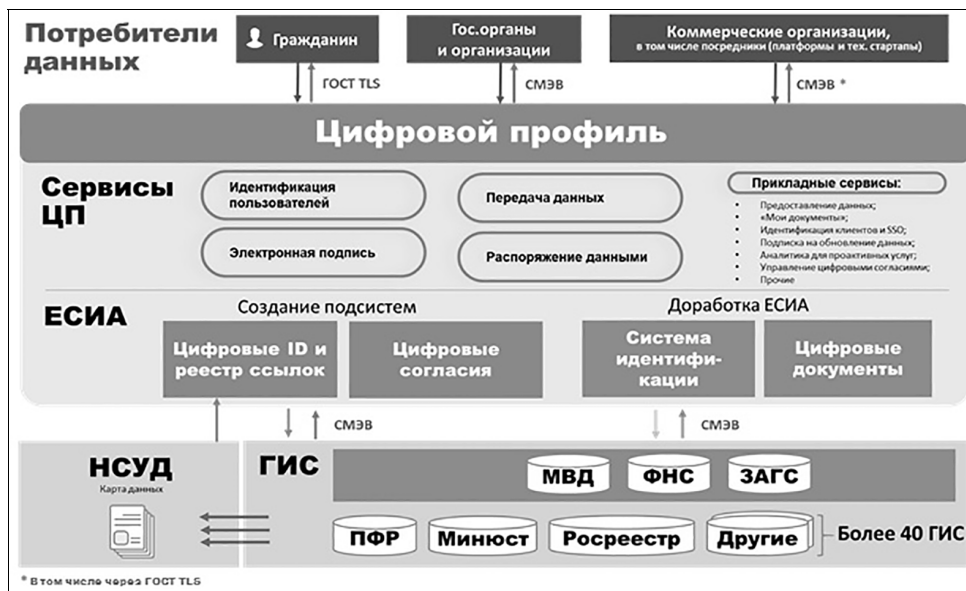 Потребители
данных
Гражданин
Гос.органы
и организации
Коммерческие организации,
в том числе посредники (платформы и тех. стартапы)
ГОСТ TLS
СМЭВ
СМЭВ *
Цифровой профиль
Сервисы
ЦП
Идентификация
пользователей
Передача данных
Электронная подпись
Распоряжение данными
Прикладные сервисы:
• Предоставление данных;
• «Мои документы»;
• Идентификация клиентов и SSO;
• Подписка на обновление данных;
• Аналитика для проактивных услуг;
• Управление цифровыми согласиями;
• Прочие
ЕСИА
Создание подсистем
Доработка ЕСИА
Цифровые ID и
реестр ссылок
Цифровые
согласия
Система
идентифи-
кации
Цифровые
документы
СМЭВ
СМЭВ
НСУД
Карта данных
ГИС
МВД
ФНС
ЗАГС
ПФР
Минюст
Росреестр
Другие
Более 40 ГИС
* В том числе через ГОСТ TLS